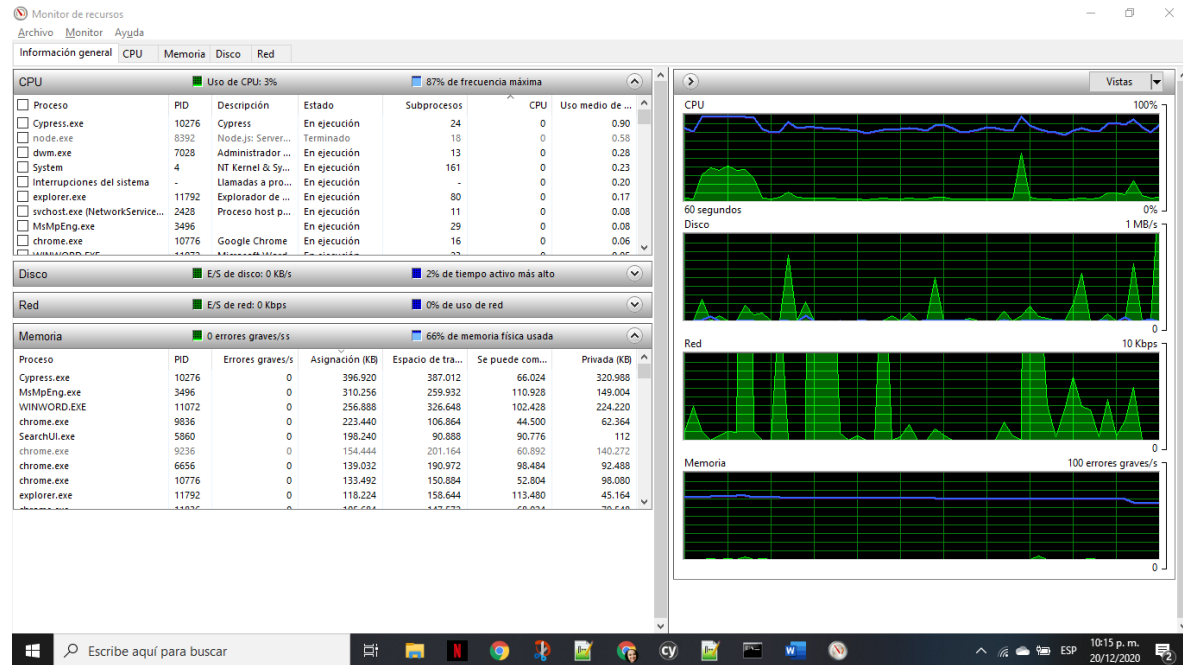 Monitor de recursos
Archivo Monitor Ayuda
Información general CPU Memoria Disco Red
CPU Uso de CPU: 3% 87% de frecuencia máxima
Proceso PID Descripción Estado Subprocesos CPU Uso medio de ...
Cypress.exe 10276 Cypress En ejecución 24 0 0.90
node.exe 8392 Node.js: Server... Terminado 18 0 0.58
dwm.exe 7028 Administrador ... En ejecución 13 0 0.28
System 4 NT Kernel & Sy... En ejecución 161 0 0.23
Interrupciones del sistema - Llamadas a pro... En ejecución - 0 0.20
explorer.exe 11792 Explorador de ... En ejecución 80 0 0.17
svchost.exe (NetworkService... 2428 Proceso host p... En ejecución 11 0 0.08
MsMpEng.exe 3496 En ejecución 29 0 0.08
chrome.exe 10776 Google Chrome En ejecución 16 0 0.06
Disco E/S de disco: 0 KB/s 2% de tiempo activo más alto
Red E/S de red: 0 Kbps 0% de uso de red
Memoria 0 errores graves/ss 66% de memoria física usada
Proceso PID Errores graves/s Asignación (KB) Espacio de tra... Se puede com... Privada (KB)
Cypress.exe 10276 0 396.920 387.012 66.024 320.988
MsMpEng.exe 3496 0 310.256 259.932 110.928 149.004
WINWORD.EXE 11072 0 256.888 326.648 102.428 224.220
chrome.exe 9836 0 223.440 106.864 44.500 62.364
SearchUI.exe 5860 0 198.240 90.888 90.776 112
chrome.exe 9236 0 154.444 201.164 60.892 140.272
chrome.exe 6656 0 139.032 190.972 98.484 92.488
chrome.exe 10776 0 133.492 150.884 52.804 98.080
explorer.exe 11792 0 118.224 158.644 113.480 45.164
Vistas
CPU 100%
60 segundos 0%
Disco 1 MB/s
0
Red 10 Kbps
0
Memoria 100 errores graves/s
0
Escribe aquí para buscar
N
cy
W
ESP
10:15 p. m.
20/12/2020
2